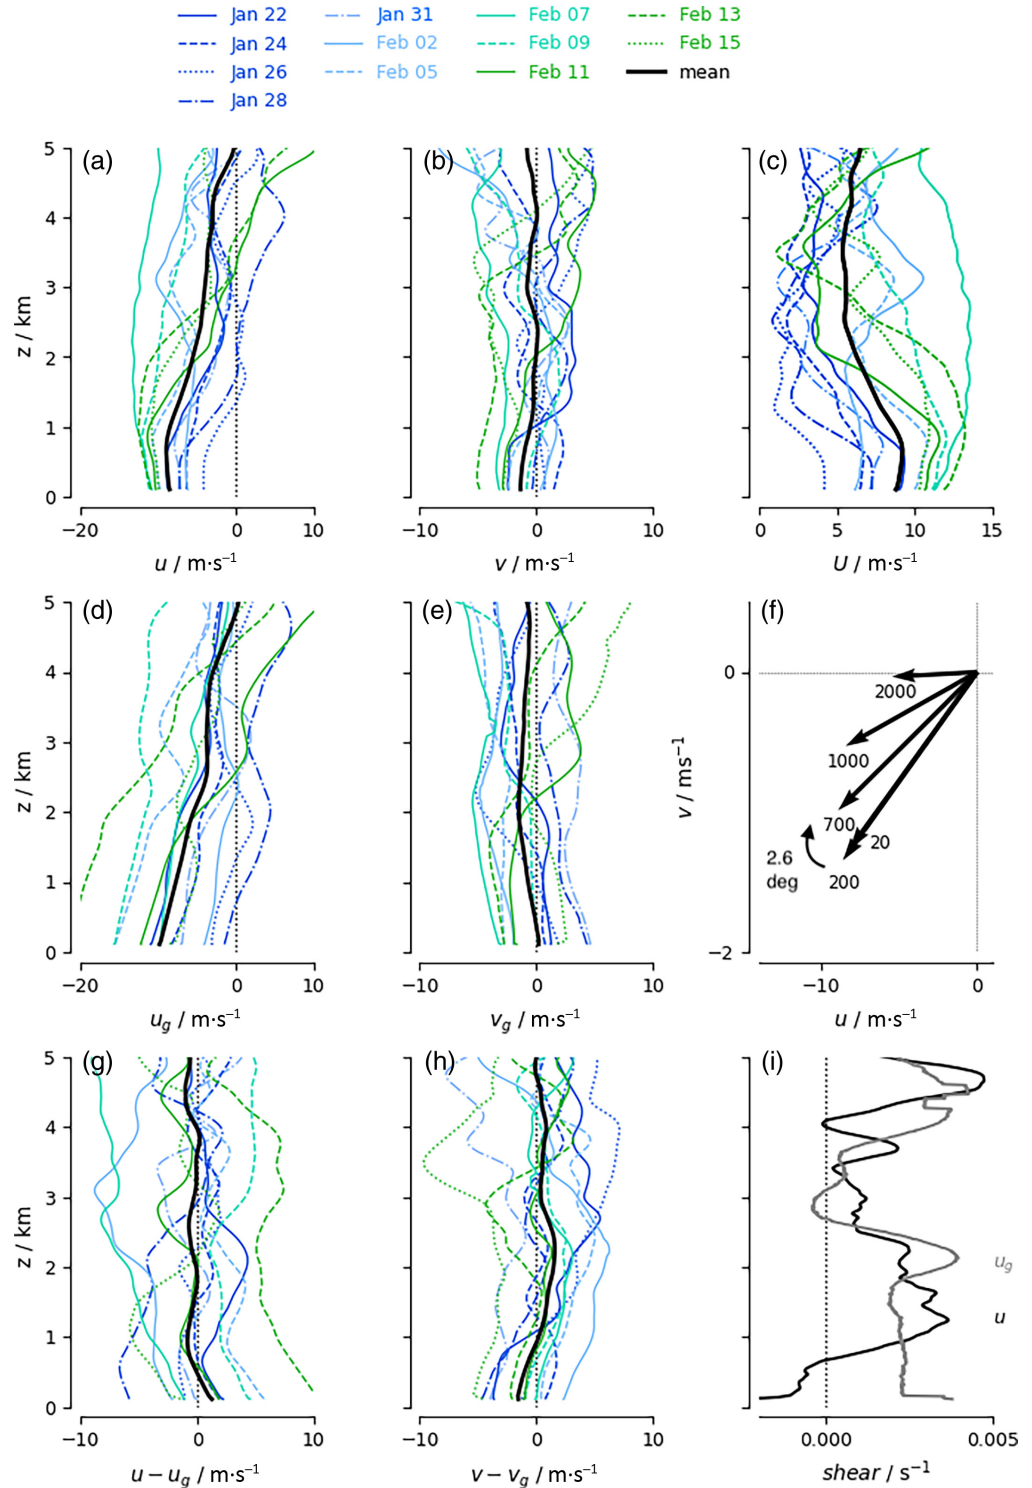 Jan 22 Jan 31 Feb 07 Feb 13
Jan 24 Feb 02 Feb 09 Feb 15
Jan 26 Feb 05 Feb 11 mean
Jan 28
(a) (b) (c)
5
4
3
2
1
0
z / km
−20 0 10 −10 0 10 0 5 10 15
u / m·s⁻¹ v / m·s⁻¹ U / m·s⁻¹
(d) (e) (f)
5
4
3
2
1
0
z / km
0
−2
v / ms⁻¹
2000
1000
700
20
200
2.6
deg
−20 0 10 −10 0 10 −10 0
u_g / m·s⁻¹ v_g / m·s⁻¹ u / m·s⁻¹
(g) (h) (i)
5
4
3
2
1
0
z / km
u_g
u
−10 0 10 −10 0 10 0.000 0.005
u − u_g / m·s⁻¹ v − v_g / m·s⁻¹ shear / s⁻¹